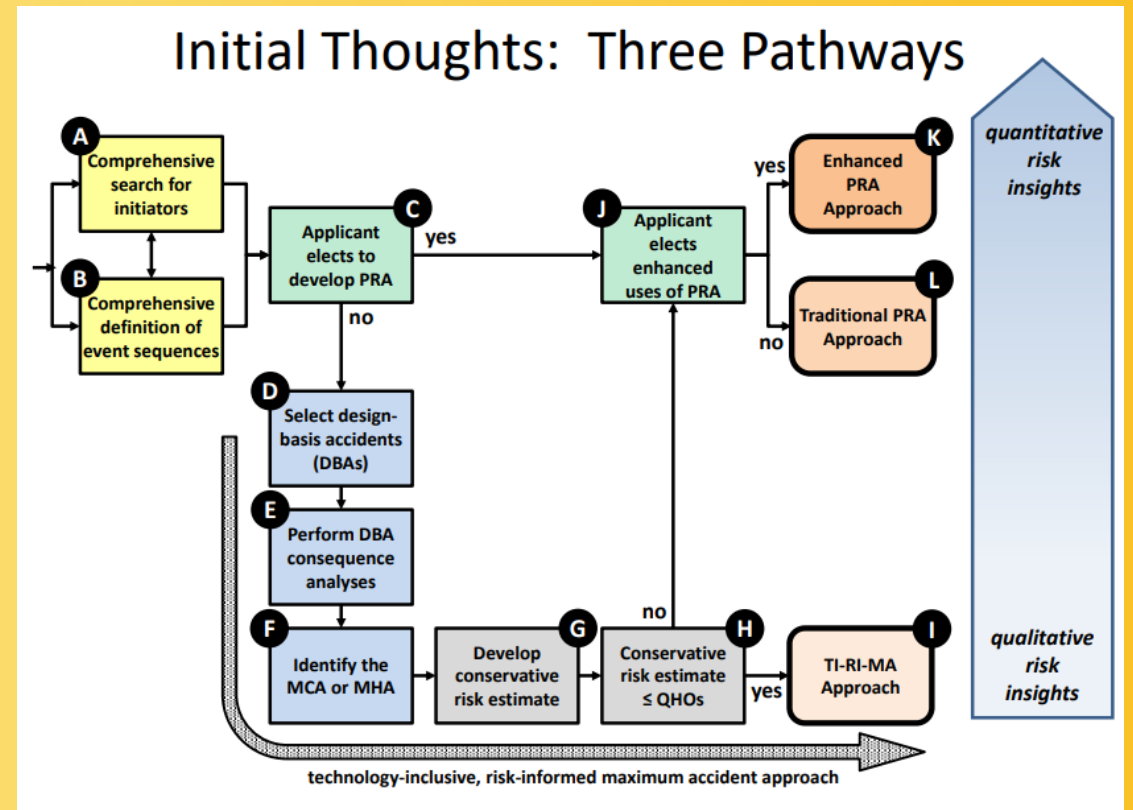 Initial Thoughts: Three Pathways
A
Comprehensive
search for
initiators
B
Comprehensive
definition of
event sequences
C
Applicant
elects to
develop PRA
yes
no
D
Select design-
basis accidents
(DBAs)
E
Perform DBA
consequence
analyses
F
Identify the
MCA or MHA
G
Develop
conservative
risk estimate
H
Conservative
risk estimate
≤ QHOs
no
yes
I
TI-RI-MA
Approach
J
Applicant
elects
enhanced
uses of PRA
yes
no
K
Enhanced
PRA
Approach
L
Traditional PRA
Approach
quantitative
risk
insights
qualitative
risk
insights
technology-inclusive, risk-informed maximum accident approach